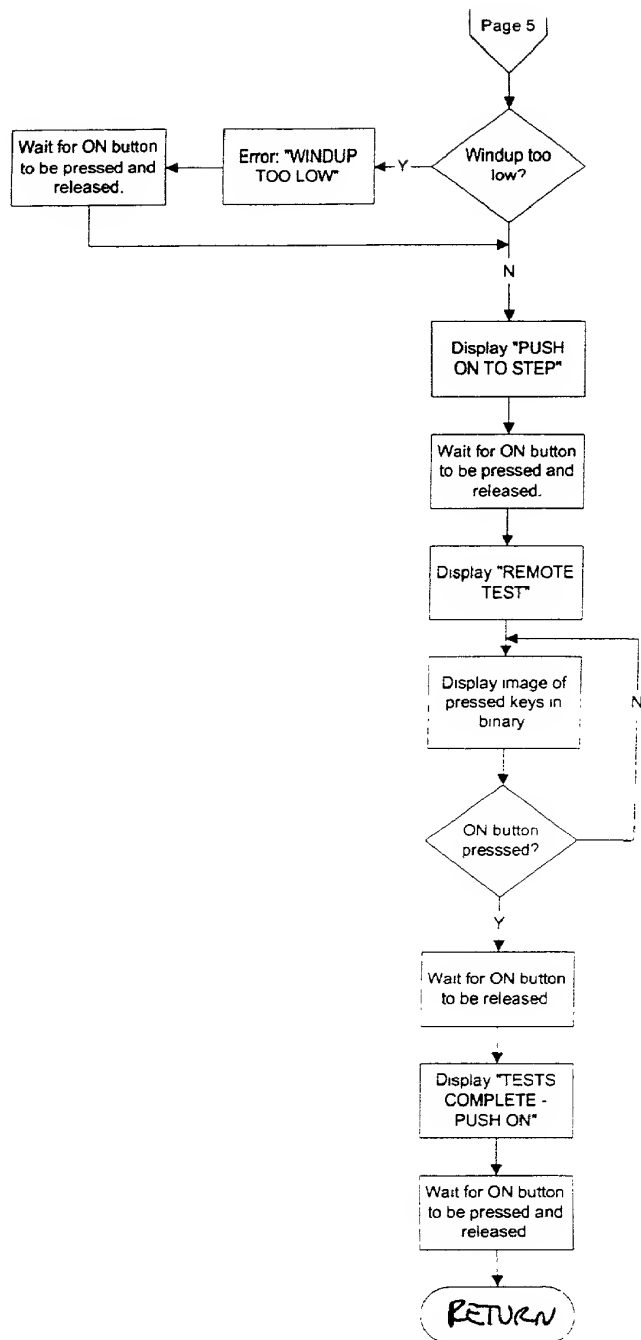 Page 5
Windup too
low?
Y
Error: "WINDUP
TOO LOW"
Wait for ON button
to be pressed and
released.
N
Display "PUSH
ON TO STEP"
Wait for ON button
to be pressed and
released.
Display "REMOTE
TEST"
Display image of
pressed keys in
binary
N
ON button
presssed?
Y
Wait for ON button
to be released
Display "TESTS
COMPLETE -
PUSH ON"
Wait for ON button
to be pressed and
released
RETURN